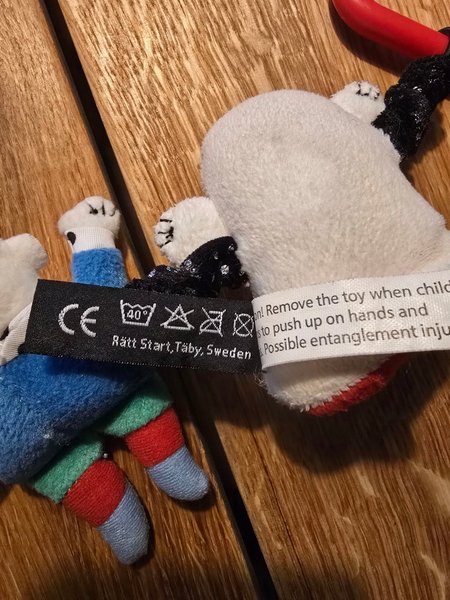 CE 40°
Rätt Start, Täby, Sweden
! Remove the toy when child
to push up on hands and
Possible entanglement inju